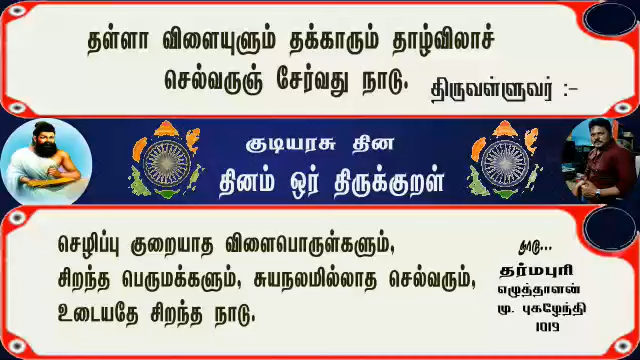 தள்ளா விளையுளும் தக்காரும் தாழ்விலாச்
செல்வருஞ் சேர்வது நாடு.
திருவள்ளுவர் :-
குடியரசு தின
தினம் ஓர் திருக்குறள்
செழிப்பு குறையாத விளைபொருள்களும்,
சிறந்த பெருமக்களும், சுயநலமில்லாத செல்வரும்,
உடையதே சிறந்த நாடு.
நாடு...
தர்மபுரி
எழுத்தாளன்
மு. புகழேந்தி
1019